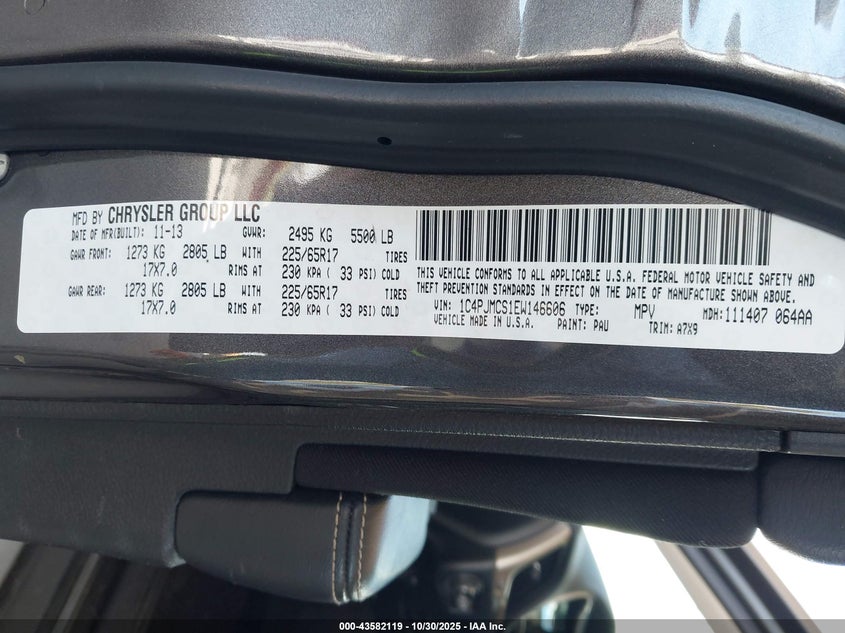 MFD BY CHRYSLER GROUP LLC
DATE OF MFR(BUILT): 11-13 GVWR: 2495 KG 5500 LB
GAWR FRONT: 1273 KG 2805 LB WITH 225/65R17 TIRES
17X7.0 RIMS AT 230 KPA ( 33 PSI) COLD
GAWR REAR: 1273 KG 2805 LB WITH 225/65R17 TIRES
17X7.0 RIMS AT 230 KPA ( 33 PSI) COLD
THIS VEHICLE CONFORMS TO ALL APPLICABLE U.S.A. FEDERAL MOTOR VEHICLE SAFETY AND
THEFT PREVENTION STANDARDS IN EFFECT ON THE DATE OF MANUFACTURE SHOWN ABOVE.
VIN: 1C4PJMCS1EW146606 TYPE: MPV MDH: 111407 064AA
VEHICLE MADE IN U.S.A. PAINT: PAU TRIM: A7X9
000-43582119 - 10/30/2025 - IAA Inc.